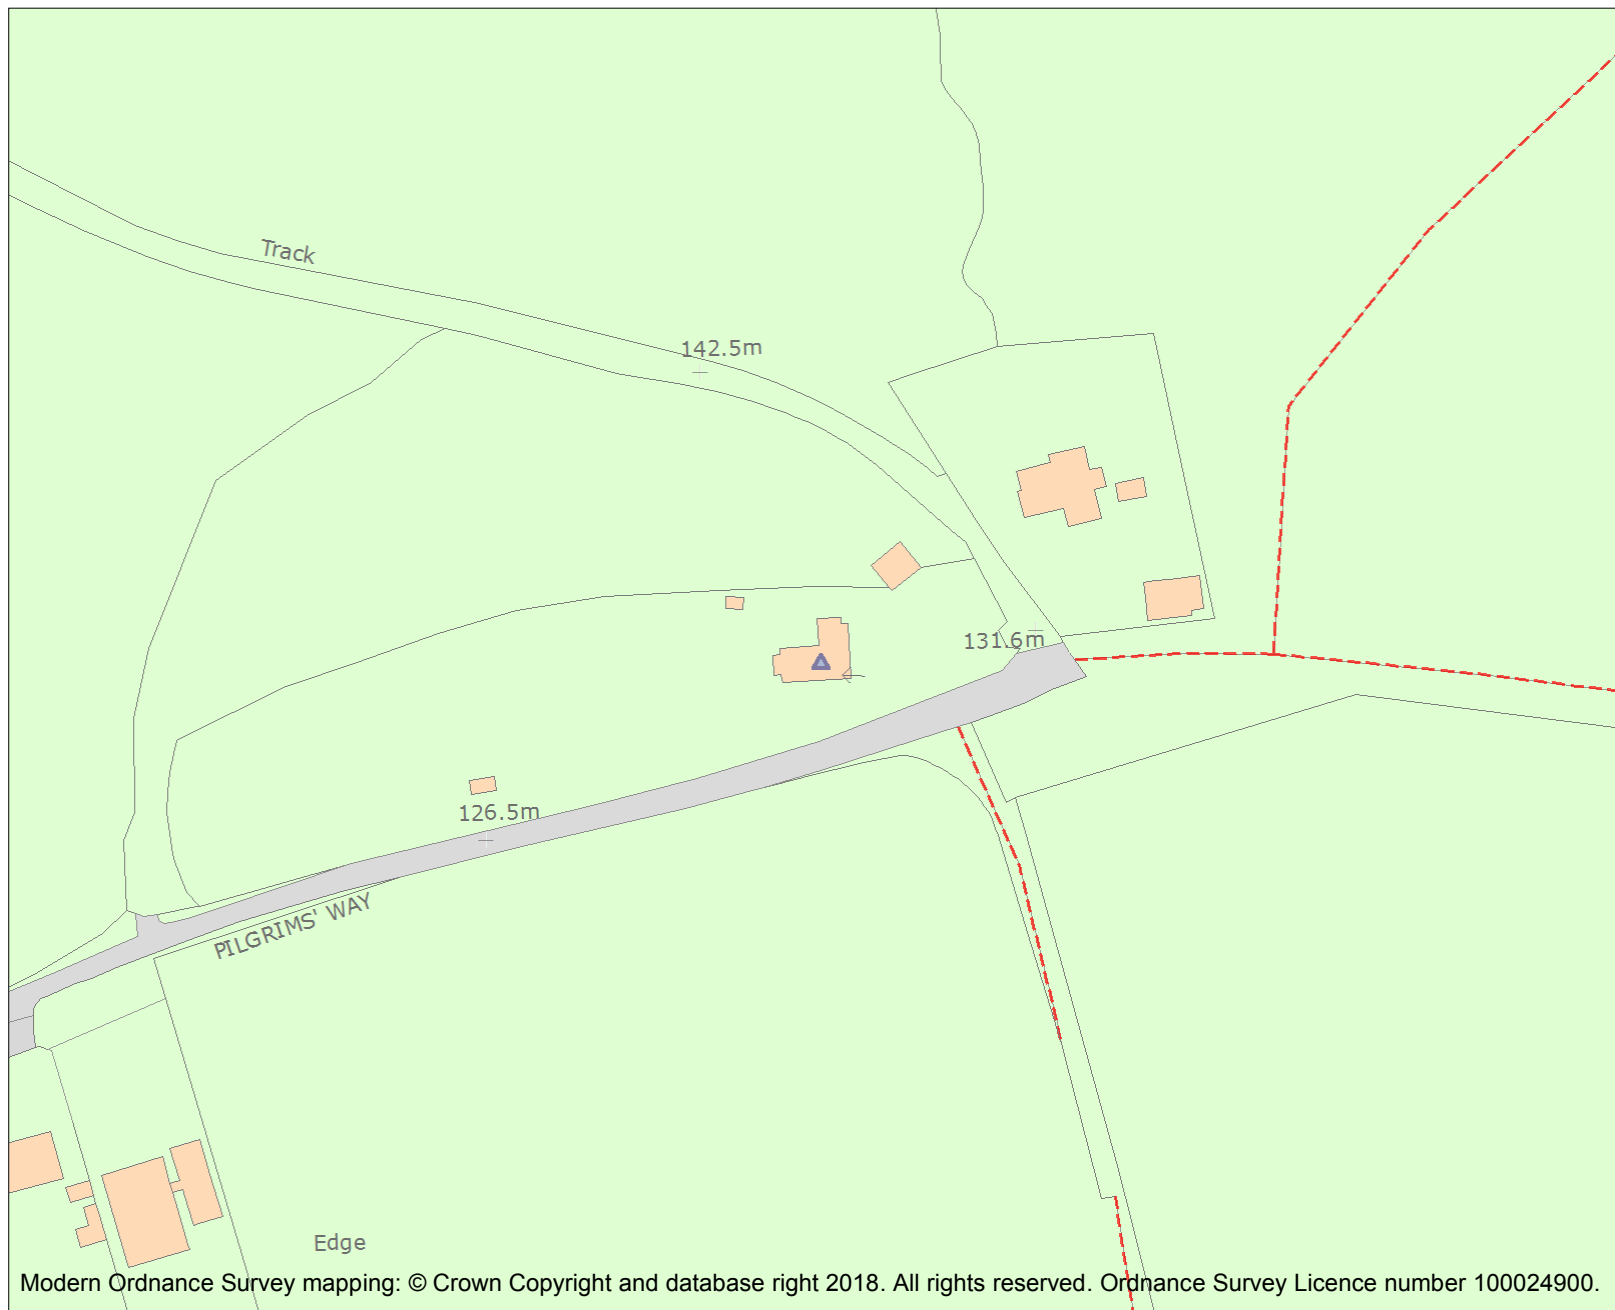 Track
142.5m
131.6m
126.5m
PILGRIMS' WAY
Edge
Modern Ordnance Survey mapping: © Crown Copyright and database right 2018. All rights reserved. Ordnance Survey Licence number 100024900.